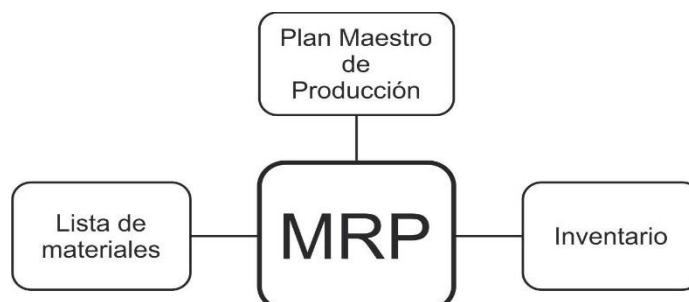 Plan Maestro
de
Producción
Lista de
materiales
MRP
Inventario